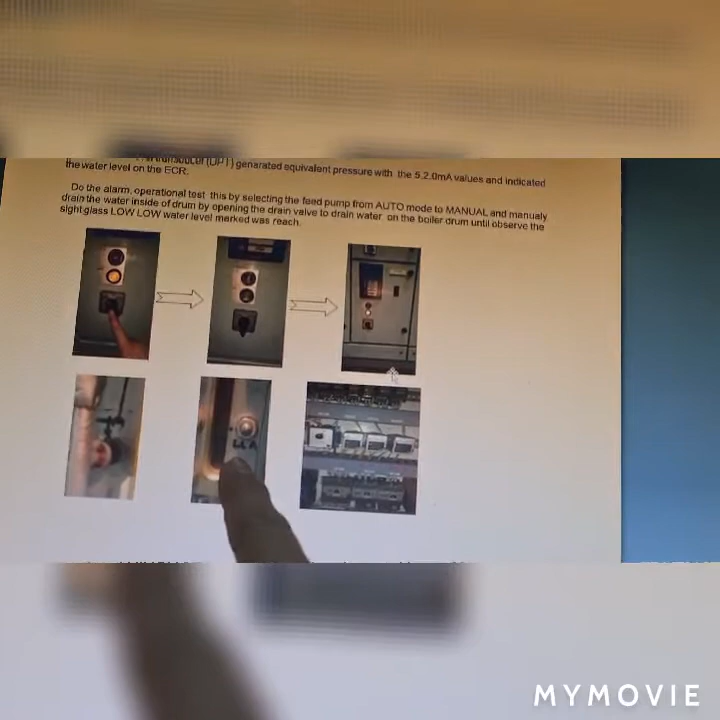 (DPT) genarated equivalent pressure with the 5.2.0mA values and indicated
the water level on the ECR.
Do the alarm, operational test this by selecting the feed pump from AUTO mode to MANUAL and manualy
drain the water inside of drum by opening the drain valve to drain water on the boiler drum until observe the
sight glass LOW LOW water level marked was reach.
LL A
MYMOVIE